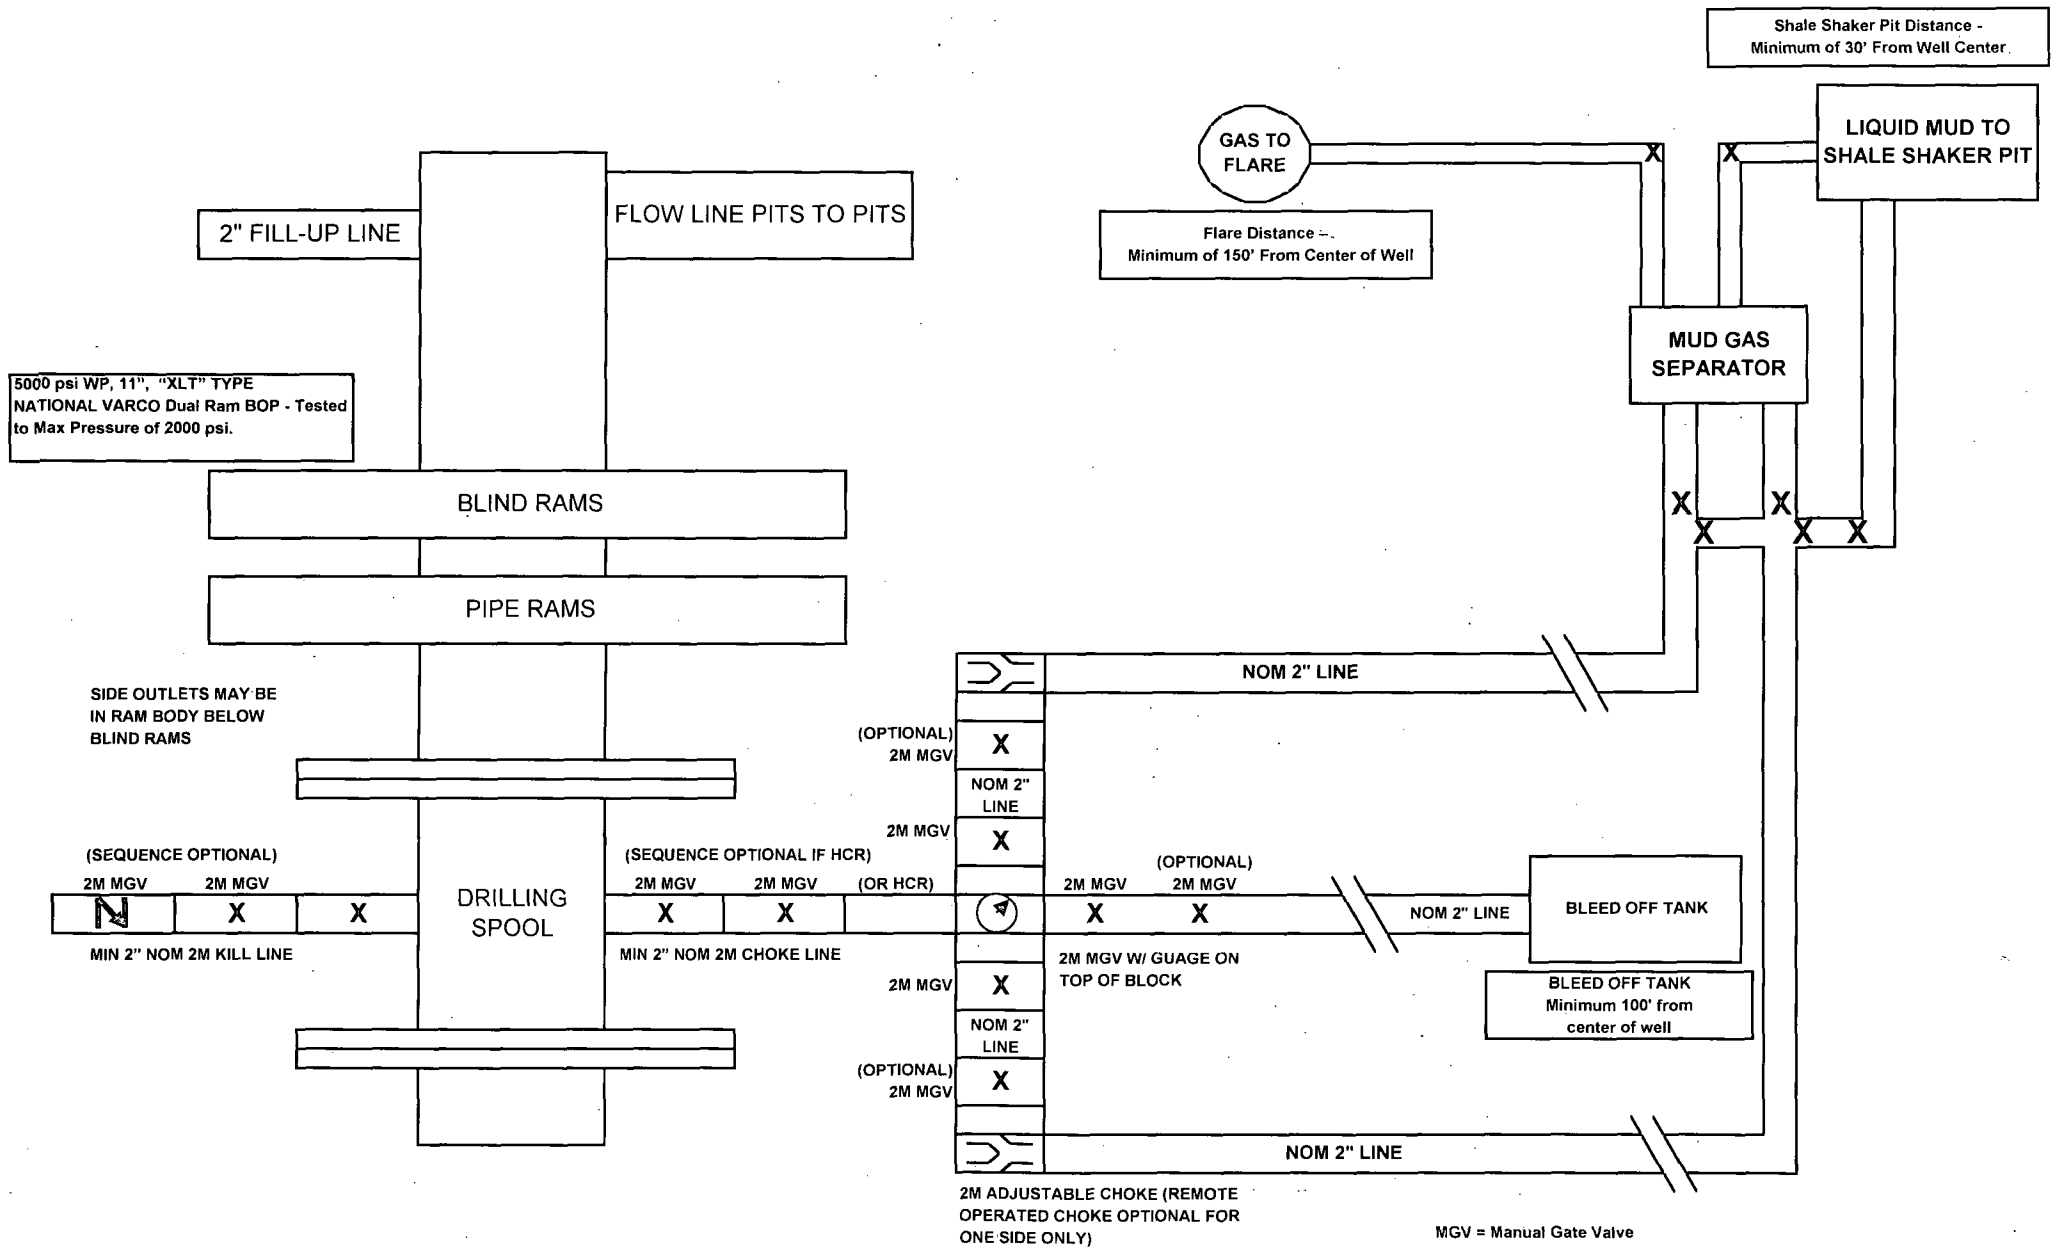 Shale Shaker Pit Distance -
Minimum of 30' From Well Center
LIQUID MUD TO
SHALE SHAKER PIT
GAS TO
FLARE
Flare Distance -
Minimum of 150' From Center of Well
MUD GAS
SEPARATOR
FLOW LINE PITS TO PITS
2" FILL-UP LINE
5000 psi WP, 11", "XLT" TYPE
NATIONAL VARCO Dual Ram BOP - Tested
to Max Pressure of 2000 psi.
BLIND RAMS
PIPE RAMS
SIDE OUTLETS MAY BE
IN RAM BODY BELOW
BLIND RAMS
(SEQUENCE OPTIONAL)
2M MGV
2M MGV
N
X
X
MIN 2" NOM 2M KILL LINE
DRILLING
SPOOL
(SEQUENCE OPTIONAL IF HCR)
2M MGV
2M MGV
(OR HCR)
X
X
MIN 2" NOM 2M CHOKE LINE
(OPTIONAL)
2M MGV
X
NOM 2"
LINE
2M MGV
X
2M MGV
X
NOM 2"
LINE
(OPTIONAL)
2M MGV
X
NOM 2" LINE
2M MGV
(OPTIONAL)
2M MGV
X
X
NOM 2" LINE
2M MGV W/ GUAGE ON
TOP OF BLOCK
BLEED OFF TANK
BLEED OFF TANK
Minimum 100' from
center of well
NOM 2" LINE
X
X
X
X
X
X
X
2M ADJUSTABLE CHOKE (REMOTE
OPERATED CHOKE OPTIONAL FOR
ONE SIDE ONLY)
MGV = Manual Gate Valve